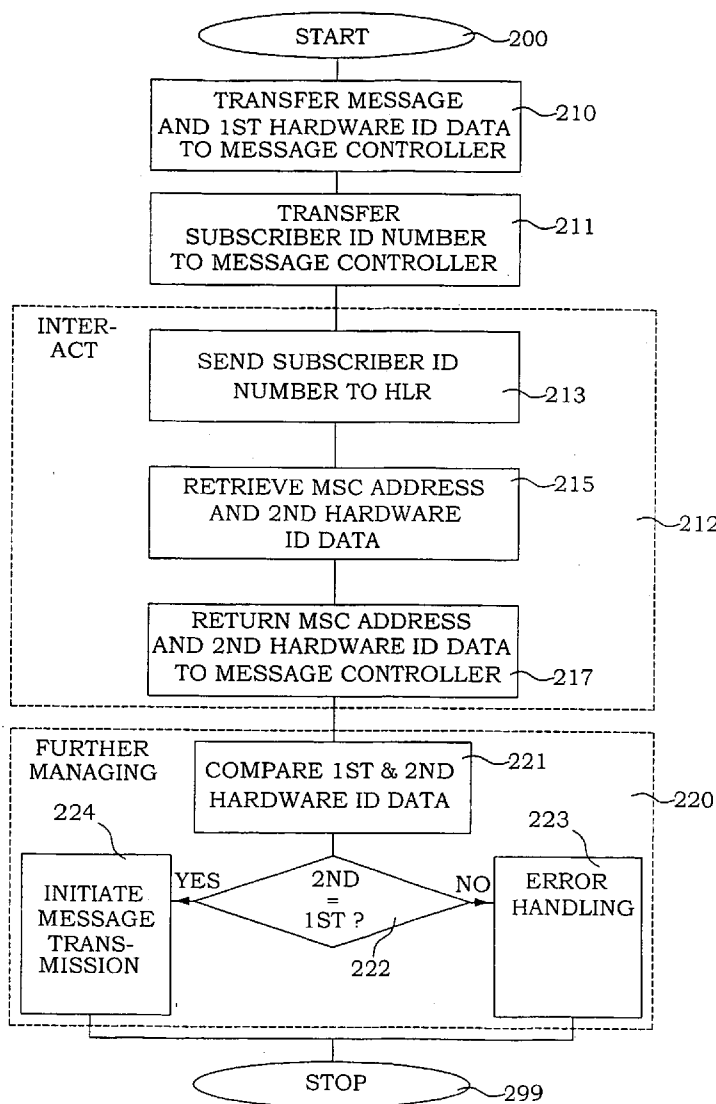 START
200
TRANSFER MESSAGE
AND 1ST HARDWARE ID DATA
TO MESSAGE CONTROLLER
210
TRANSFER
SUBSCRIBER ID NUMBER
TO MESSAGE CONTROLLER
211
INTER-
ACT
SEND SUBSCRIBER ID
NUMBER TO HLR
213
RETRIEVE MSC ADDRESS
AND 2ND HARDWARE
ID DATA
215
212
RETURN MSC ADDRESS
AND 2ND HARDWARE ID DATA
TO MESSAGE CONTROLLER
217
FURTHER
MANAGING
COMPARE 1ST & 2ND
HARDWARE ID DATA
221
220
224
223
YES
2ND
=
1ST ?
NO
222
INITIATE
MESSAGE
TRANS-
MISSION
ERROR
HANDLING
STOP
299